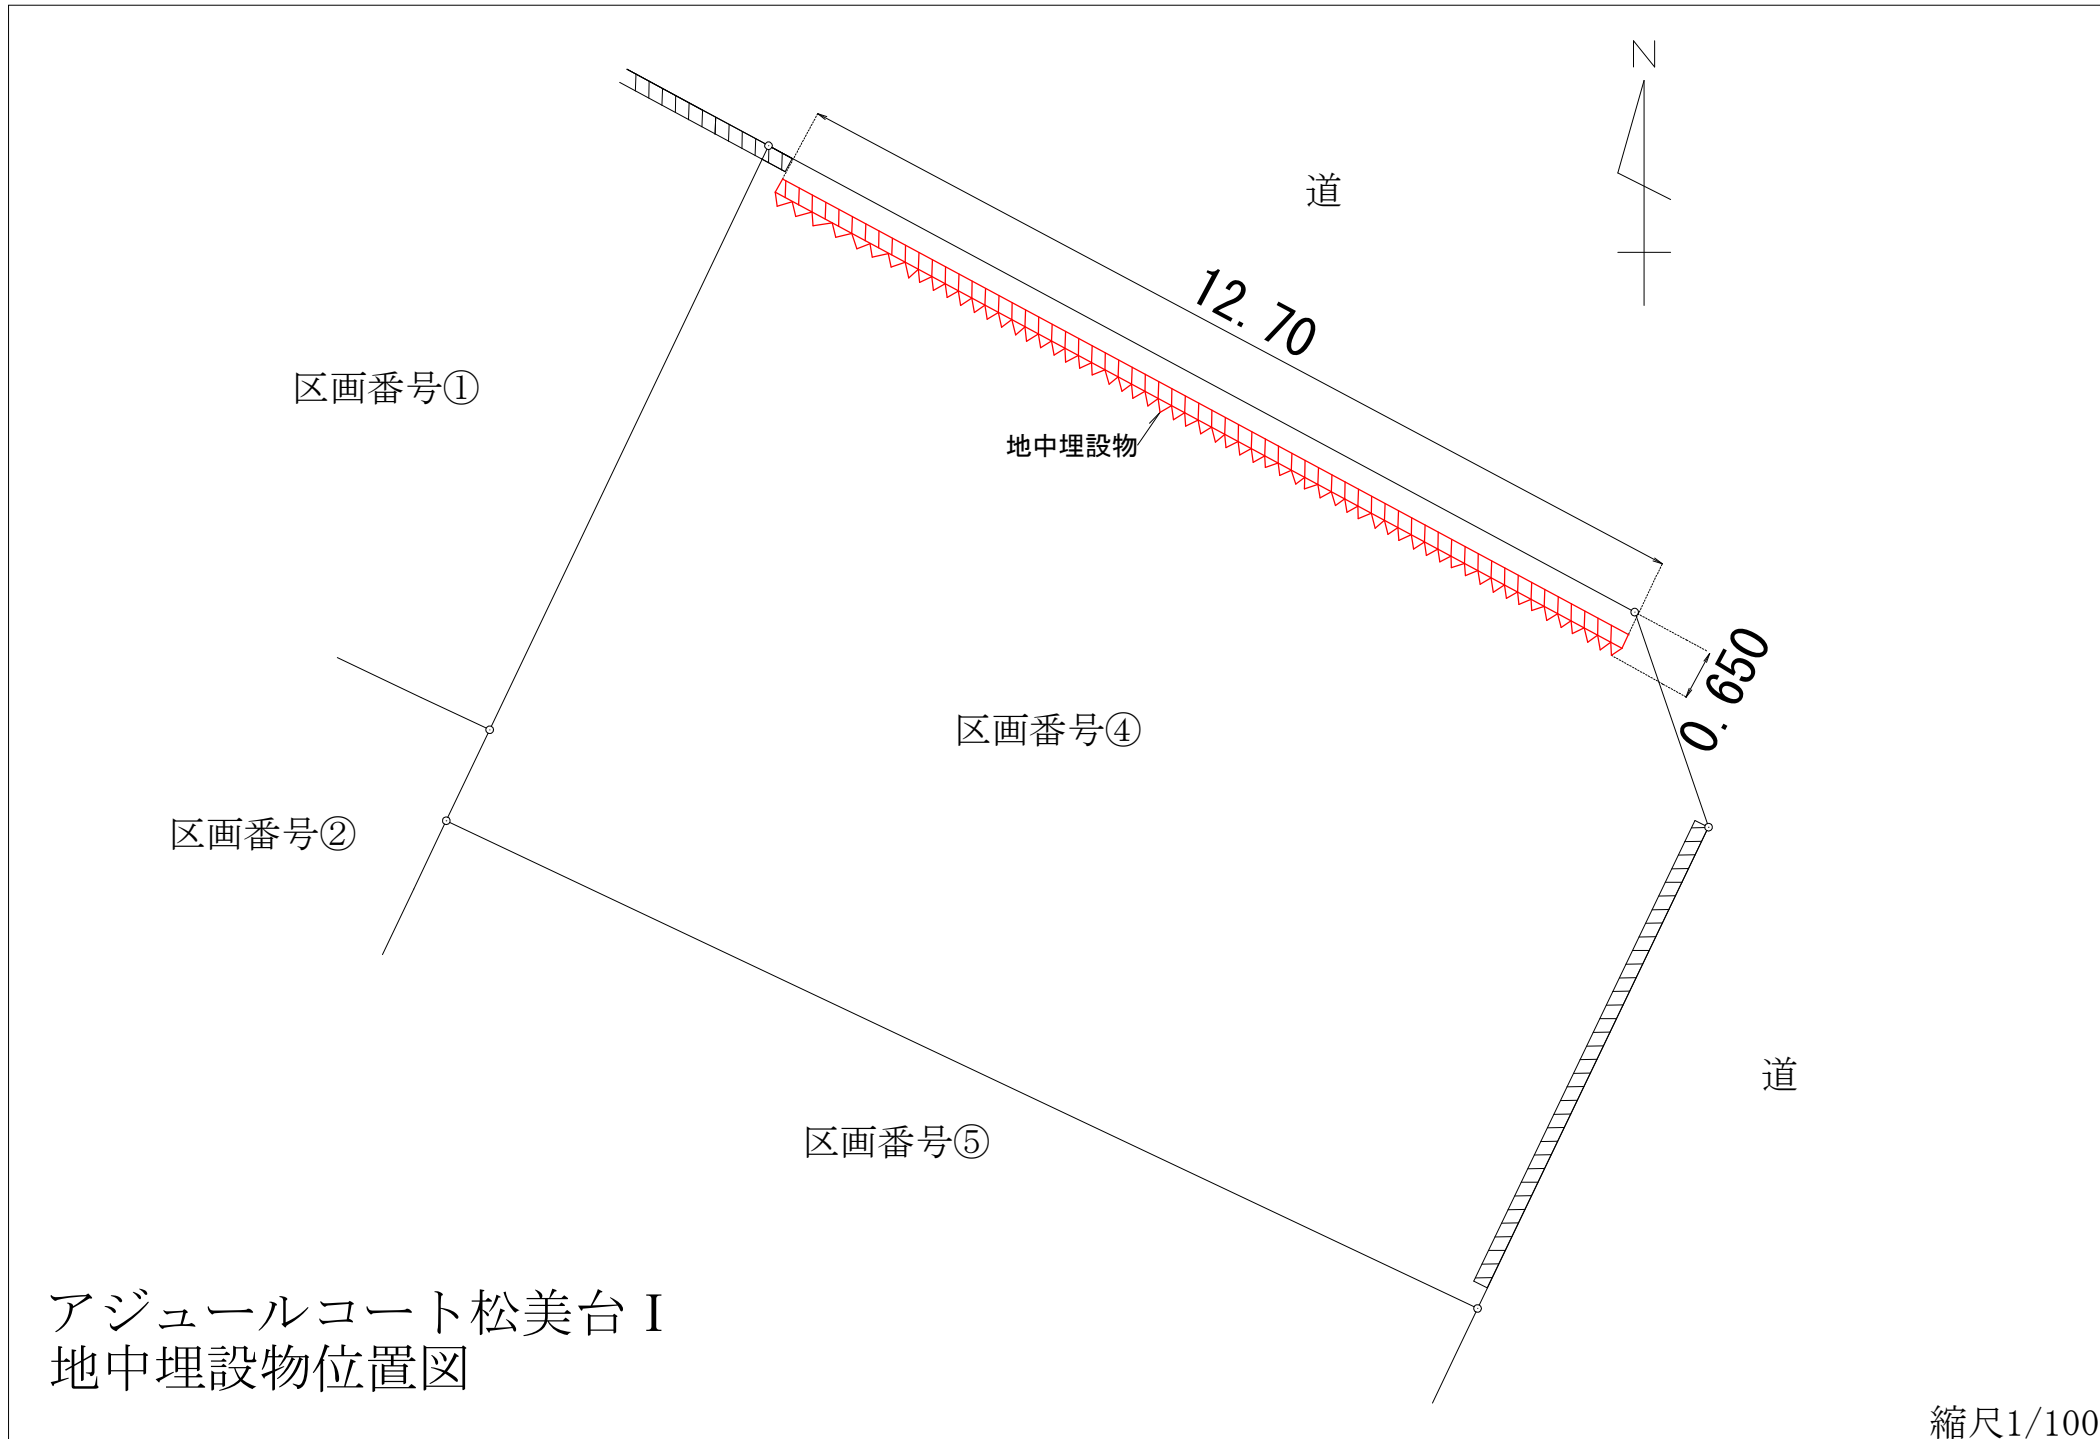 N
道
12.70
区画番号①
地中埋設物
0.650
区画番号④
区画番号②
道
区画番号⑤
アジュールコート松美台Ⅰ
地中埋設物位置図
縮尺1/100